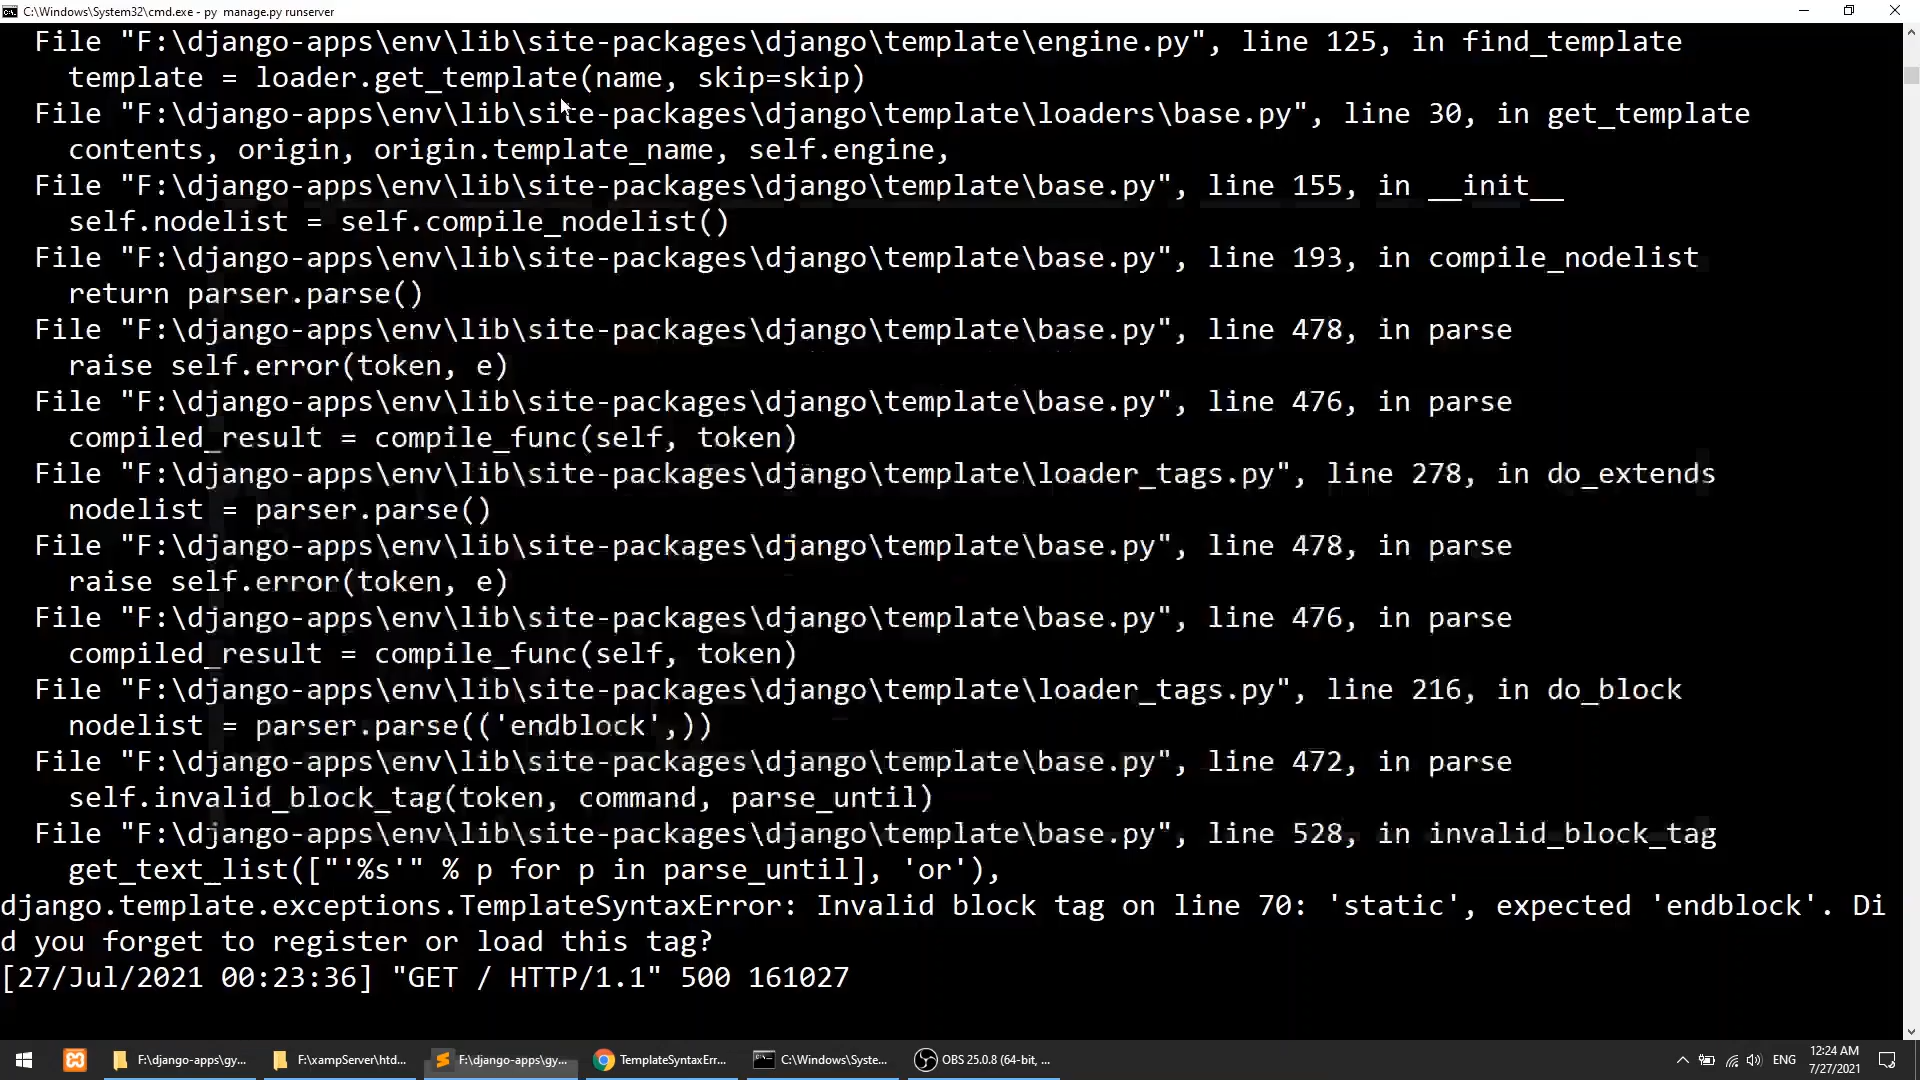 C:\Windows\System32\cmd.exe - py manage.py runserver
File "F:\django-apps\env\lib\site-packages\django\template\engine.py", line 125, in find_template
template = loader.get_template(name, skip=skip)
File "F:\django-apps\env\lib\site-packages\django\template\loaders\base.py", line 30, in get_template
contents, origin, origin.template_name, self.engine,
File "F:\django-apps\env\lib\site-packages\django\template\base.py", line 155, in __init__
self.nodelist = self.compile_nodelist()
File "F:\django-apps\env\lib\site-packages\django\template\base.py", line 193, in compile_nodelist
return parser.parse()
File "F:\django-apps\env\lib\site-packages\django\template\base.py", line 478, in parse
raise self.error(token, e)
File "F:\django-apps\env\lib\site-packages\django\template\base.py", line 476, in parse
compiled_result = compile_func(self, token)
File "F:\django-apps\env\lib\site-packages\django\template\loader_tags.py", line 278, in do_extends
nodelist = parser.parse()
File "F:\django-apps\env\lib\site-packages\django\template\base.py", line 478, in parse
raise self.error(token, e)
File "F:\django-apps\env\lib\site-packages\django\template\base.py", line 476, in parse
compiled_result = compile_func(self, token)
File "F:\django-apps\env\lib\site-packages\django\template\loader_tags.py", line 216, in do_block
nodelist = parser.parse(('endblock',))
File "F:\django-apps\env\lib\site-packages\django\template\base.py", line 472, in parse
self.invalid_block_tag(token, command, parse_until)
File "F:\django-apps\env\lib\site-packages\django\template\base.py", line 528, in invalid_block_tag
get_text_list(["'%s'" % p for p in parse_until], 'or'),
django.template.exceptions.TemplateSyntaxError: Invalid block tag on line 70: 'static', expected 'endblock'. Di
d you forget to register or load this tag?
[27/Jul/2021 00:23:36] "GET / HTTP/1.1" 500 161027
F:\django-apps\gy... F:\xampServer\htd... F:\django-apps\gy... TemplateSyntaxErr... C:\Windows\Syste... OBS 25.0.8 (64-bit, ... ENG 12:24 AM
7/27/2021